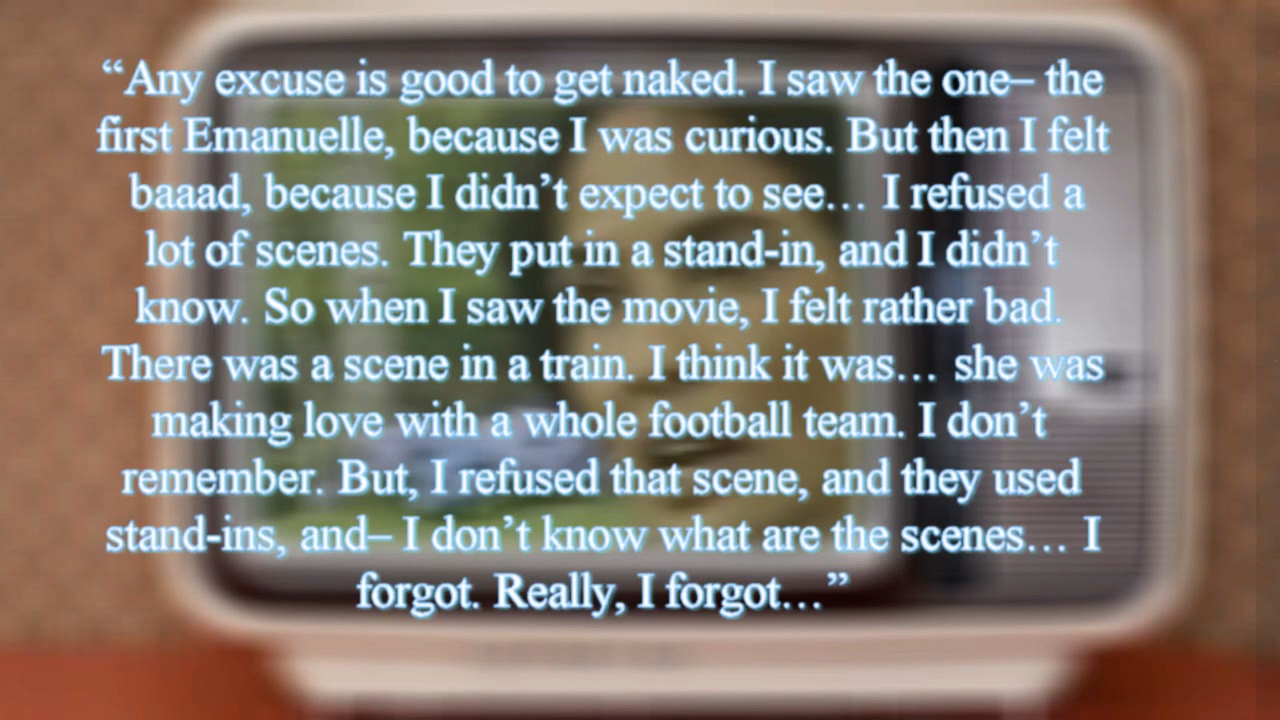 “Any excuse is good to get naked. I saw the one– the
first Emanuelle, because I was curious. But then I felt
baaad, because I didn’t expect to see… I refused a
lot of scenes. They put in a stand-in, and I didn’t
know. So when I saw the movie, I felt rather bad.
There was a scene in a train. I think it was… she was
making love with a whole football team. I don’t
remember. But, I refused that scene, and they used
stand-ins, and– I don’t know what are the scenes… I
forgot. Really, I forgot…”